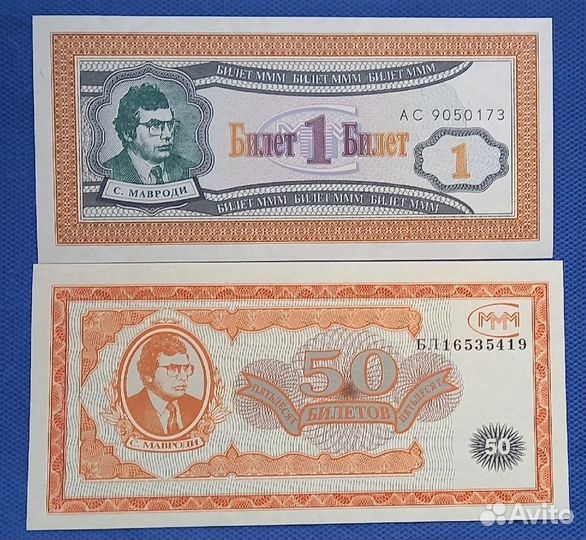 БИЛЕТ МММ БИЛЕТ МММ БИЛЕТ МММ
АС 9050173
Билет 1 Билет
1
С. МАВРОДИ
БИЛЕТ МММ БИЛЕТ МММ БИЛЕТ МММ
МММ
БЛ16535419
50
ПЯТЬДЕСЯТ БИЛЕТОВ ПЯТЬДЕСЯТ
С. МАВРОДИ
50
Avito